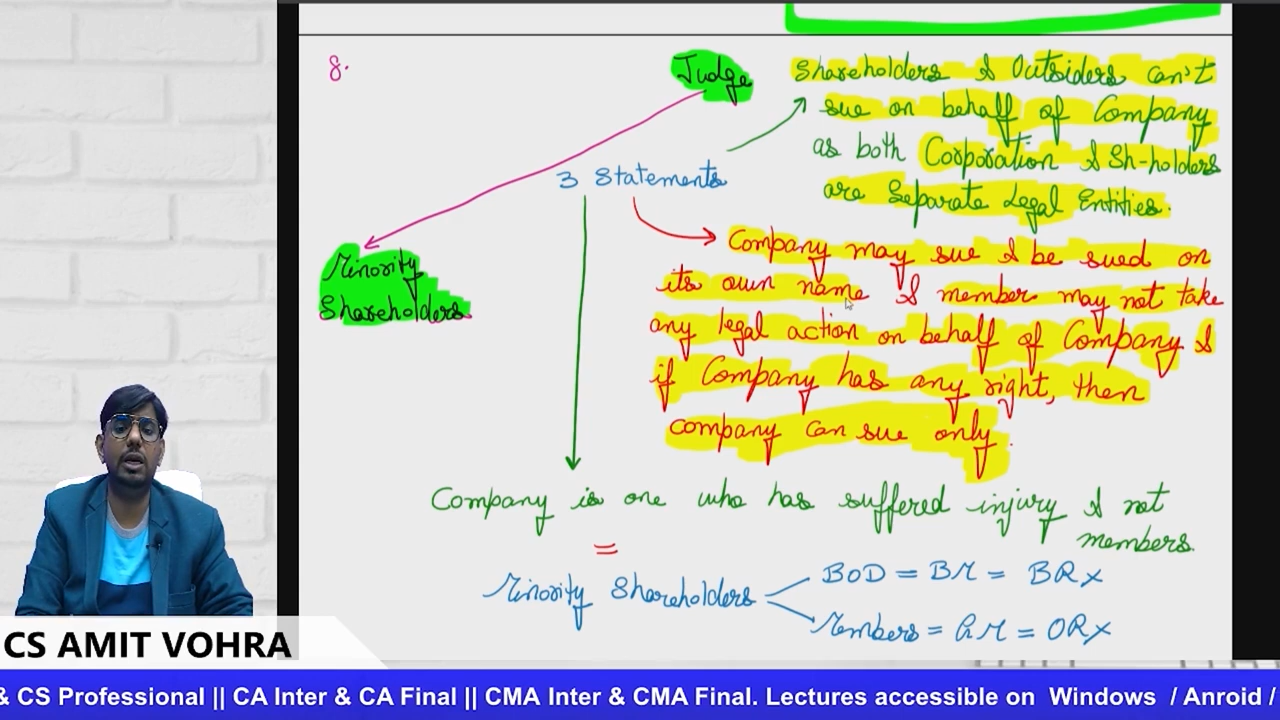 8.
Judge
Shareholders & Outsiders can't
sue on behalf of Company
as both Corporation & Sh-holders
are Separate Legal Entities.
3 Statements
Minority
Shareholders
Company may sue & be sued on
its own name & member may not take
any legal action on behalf of Company &
if Company has any right, then
company can sue only.
Company is one who has suffered injury & not
members.
=
Minority Shareholders
BOD = BM = BRX
Members = GM = ORX
CS AMIT VOHRA
& CS Professional || CA Inter & CA Final || CMA Inter & CMA Final. Lectures accessible on Windows / Anroid /